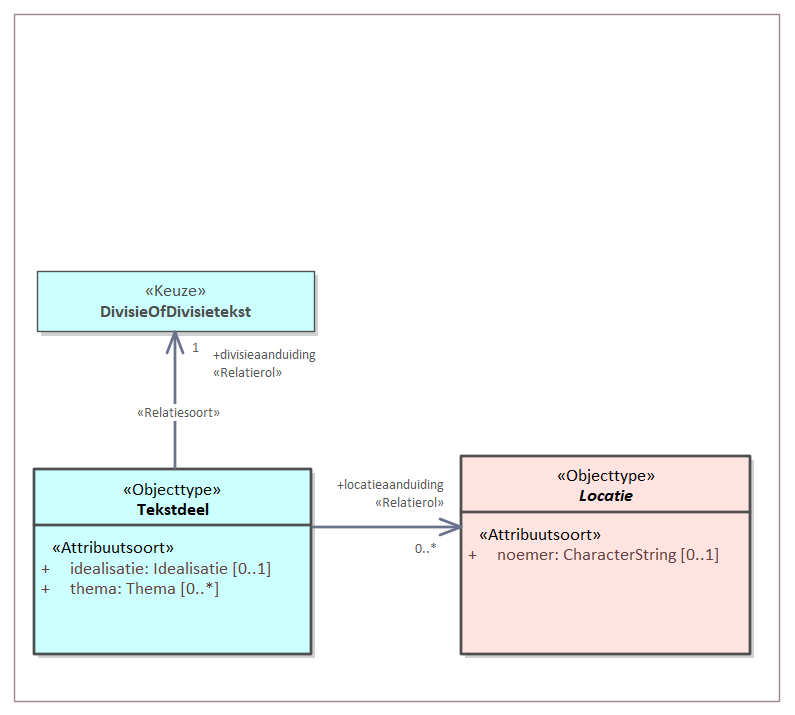 «Keuze»
DivisieOfDivisietekst
1
+divisieaanduiding
«Relatierol»
«Relatiesoort»
«Objecttype»
Tekstdeel
«Attribuutsoort»
+ idealisatie: Idealisatie [0..1]
+ thema: Thema [0..*]
+locatieaanduiding
«Relatierol»
0..*
«Objecttype»
Locatie
«Attribuutsoort»
+ noemer: CharacterString [0..1]